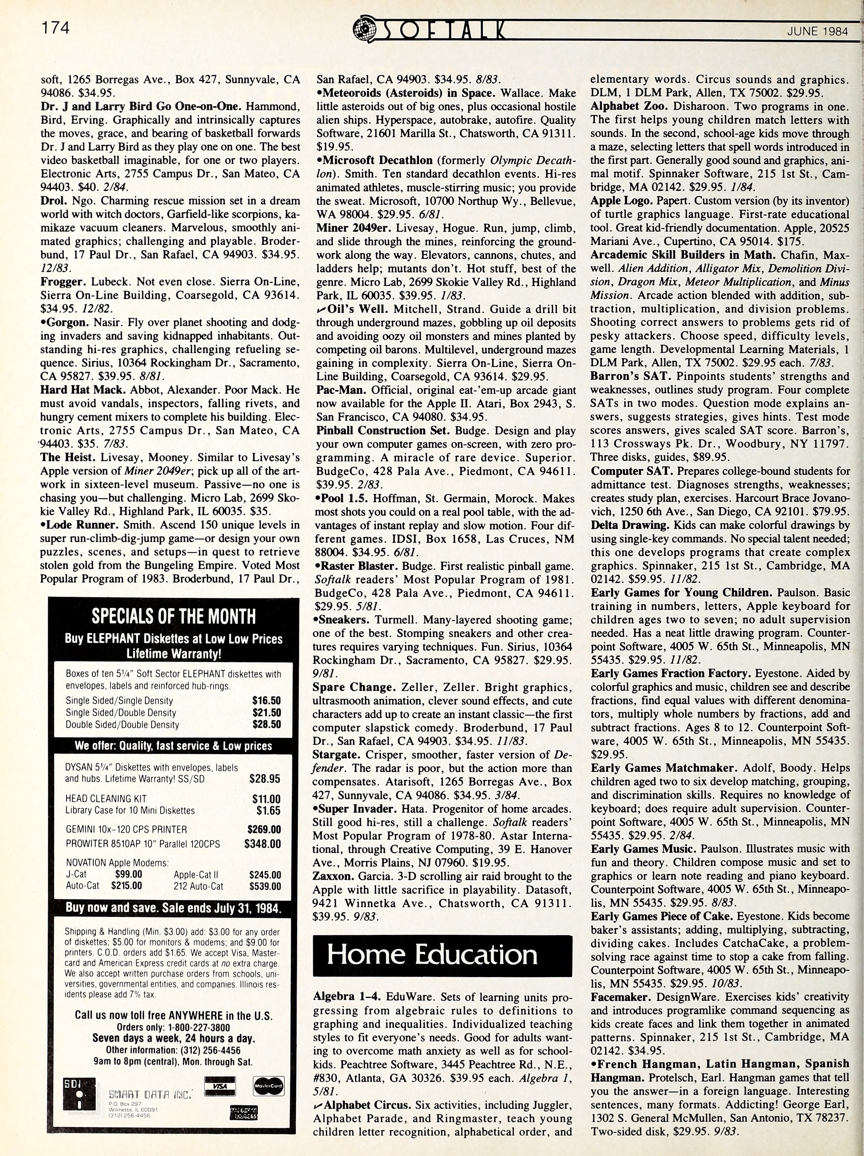 174
SOFTALK
JUNE 1984
soft, 1265 Borregas Ave., Box 427, Sunnyvale, CA
94086. $34.95.
Dr. J and Larry Bird Go One-on-One. Hammond,
Bird, Erving. Graphically and intrinsically captures
the moves, grace, and bearing of basketball forwards
Dr. J and Larry Bird as they play one on one. The best
video basketball imaginable, for one or two players.
Electronic Arts, 2755 Campus Dr., San Mateo, CA
94403. $40. 2/84.
Drol. Ngo. Charming rescue mission set in a dream
world with witch doctors, Garfield-like scorpions, ka-
mikaze vacuum cleaners. Marvelous, smoothly ani-
mated graphics; challenging and playable. Broder-
bund, 17 Paul Dr., San Rafael, CA 94903. $34.95.
12/83.
Frogger. Lubeck. Not even close. Sierra On-Line,
Sierra On-Line Building, Coarsegold, CA 93614.
$34.95. 12/82.
•Gorgon. Nasir. Fly over planet shooting and dodg-
ing invaders and saving kidnapped inhabitants. Out-
standing hi-res graphics, challenging refueling se-
quence. Sirius, 10364 Rockingham Dr., Sacramento,
CA 95827. $39.95. 8/81.
Hard Hat Mack. Abbot, Alexander. Poor Mack. He
must avoid vandals, inspectors, falling rivets, and
hungry cement mixers to complete his building. Elec-
tronic Arts, 2755 Campus Dr., San Mateo, CA
94403. $35. 7/83.
The Heist. Livesay, Mooney. Similar to Livesay's
Apple version of Miner 2049er; pick up all the art-
work in sixteen-level museum. Passive—no one is
chasing you—but challenging. Micro Lab, 2699 Sko-
kie Valley Rd., Highland Park, IL 60035. $35.
•Lode Runner. Smith. Ascend 150 unique levels in
super run-climb-dig-jump game—or design your own
puzzles, scenes, and setups—in quest to retrieve
stolen gold from the Bungeling Empire. Voted Most
Popular Program of 1983. Broderbund, 17 Paul Dr.,
SPECIALS OF THE MONTH
Buy ELEPHANT Diskettes at Low Low Prices
Lifetime Warranty!
Boxes of ten 5¼" Soft Sector ELEPHANT diskettes with
envelopes, labels and reinforced hub-rings.
Single Sided/Single Density $16.50
Single Sided/Double Density $21.50
Double Sided/Double Density $28.50
We offer: Quality, fast service & Low prices
DYSAN 5¼" Diskettes with envelopes, labels
and hubs. Lifetime Warranty! SS/SD $28.95
HEAD CLEANING KIT $11.00
Library Case for 10 Mini Diskettes $1.65
GEMINI 10x-120 CPS PRINTER $269.00
PROWITER 8510AP 10" Parallel 120CPS $348.00
NOVATION Apple Modems:
J-Cat $99.00 Apple-Cat II $245.00
Auto-Cat $215.00 212 Auto-Cat $539.00
Buy now and save. Sale ends July 31, 1984.
Shipping & Handling (Min. $3.00) add: $3.00 for any order
of diskettes; $5.00 for monitors & modems; and $9.00 for
printers. C.O.D. orders add $1.65. We accept Visa, Master-
card and American Express credit cards at no extra charge.
We also accept written purchase orders from schools, uni-
versities, governmental entities, and companies. Illinois res-
idents please add 7% tax.
Call us now toll free ANYWHERE in the U.S.
Orders only: 1-800-227-3800
Seven days a week, 24 hours a day.
Other information: (312) 256-4456
9am to 8pm (central), Mon. through Sat.
SDI
SMART DATA INC.
P.O. Box 297
Wilmette, IL 60091
(312) 256-4456
VISA
MasterCard
San Rafael, CA 94903. $34.95. 8/83.
•Meteoroids (Asteroids) in Space. Wallace. Make
little asteroids out of big ones, plus occasional hostile
alien ships. Hyperspace, autobrake, autofire. Quality
Software, 21601 Marilla St., Chatsworth, CA 91311.
$19.95.
•Microsoft Decathlon (formerly Olympic Decath-
lon). Smith. Ten standard decathlon events. Hi-res
animated athletes, muscle-stirring music; you provide
the sweat. Microsoft, 10700 Northup Wy., Bellevue,
WA 98004. $29.95. 6/81.
Miner 2049er. Livesay, Hogue. Run, jump, climb,
and slide through the mines, reinforcing the ground-
work along the way. Elevators, cannons, chutes, and
ladders help; mutants don't. Hot stuff, best of the
genre. Micro Lab, 2699 Skokie Valley Rd., Highland
Park, IL 60035. $39.95. 1/83.
✓Oil's Well. Mitchell, Strand. Guide a drill bit
through underground mazes, gobbling up oil deposits
and avoiding oozy oil monsters and mines planted by
competing oil barons. Multilevel, underground mazes
gaining in complexity. Sierra On-Line, Sierra On-
Line Building, Coarsegold, CA 93614. $29.95.
Pac-Man. Official, original eat-'em-up arcade giant
now available for the Apple II. Atari, Box 2943, S.
San Francisco, CA 94080. $34.95.
Pinball Construction Set. Budge. Design and play
your own computer games on-screen, with zero pro-
gramming. A miracle of rare device. Superior.
BudgeCo, 428 Pala Ave., Piedmont, CA 94611.
$39.95. 2/83.
•Pool 1.5. Hoffman, St. Germain, Morock. Makes
most shots you could on a real pool table, with the ad-
vantages of instant replay and slow motion. Four dif-
ferent games. IDSI, Box 1658, Las Cruces, NM
88004. $34.95. 6/81.
•Raster Blaster. Budge. First realistic pinball game.
Softalk readers' Most Popular Program of 1981.
BudgeCo, 428 Pala Ave., Piedmont, CA 94611.
$29.95. 5/81.
•Sneakers. Turmell. Many-layered shooting game;
one of the best. Stomping sneakers and other crea-
tures requires varying techniques. Fun. Sirius, 10364
Rockingham Dr., Sacramento, CA 95827. $29.95.
9/81.
Spare Change. Zeller, Zeller. Bright graphics,
ultrasmooth animation, clever sound effects, and cute
characters add up to create an instant classic—the first
computer slapstick comedy. Broderbund, 17 Paul
Dr., San Rafael, CA 94903. $34.95. 11/83.
Stargate. Crisper, smoother, faster version of De-
fender. The radar is poor, but the action more than
compensates. Atarisoft, 1265 Borregas Ave., Box
427, Sunnyvale, CA 94086. $34.95. 3/84.
•Super Invader. Hata. Progenitor of home arcades.
Still good hi-res, still a challenge. Softalk readers'
Most Popular Program of 1978-80. Astar Interna-
tional, through Creative Computing, 39 E. Hanover
Ave., Morris Plains, NJ 07960. $19.95.
Zaxxon. Garcia. 3-D scrolling air raid brought to the
Apple with little sacrifice in playability. Datasoft,
9421 Winnetka Ave., Chatsworth, CA 91311.
$39.95. 9/83.
Home Education
Algebra 1-4. EduWare. Sets of learning units pro-
gressing from algebraic rules to definitions to
graphing and inequalities. Individualized teaching
styles to fit everyone's needs. Good for adults want-
ing to overcome math anxiety as well as for school-
kids. Peachtree Software, 3445 Peachtree Rd., N.E.,
#830, Atlanta, GA 30326. $39.95 each. Algebra 1,
5/81.
✓Alphabet Circus. Six activities, including Juggler,
Alphabet Parade, and Ringmaster, teach young
children letter recognition, alphabetical order, and
elementary words. Circus sounds and graphics.
DLM, 1 DLM Park, Allen, TX 75002. $29.95.
Alphabet Zoo. Disharoon. Two programs in one.
The first helps young children match letters with
sounds. In the second, school-age kids move through
a maze, selecting letters that spell words introduced in
the first part. Generally good sound and graphics, ani-
mal motif. Spinnaker Software, 215 1st St., Cam-
bridge, MA 02142. $29.95. 1/84.
Apple Logo. Papert. Custom version (by its inventor)
of turtle graphics language. First-rate educational
tool. Great kid-friendly documentation. Apple, 20525
Mariani Ave., Cupertino, CA 95014. $175.
Arcademic Skill Builders in Math. Chafin, Max-
well. Alien Addition, Alligator Mix, Demolition Divi-
sion, Dragon Mix, Meteor Multiplication, and Minus
Mission. Arcade action blended with addition, sub-
traction, multiplication, and division problems.
Shooting correct answers to problems gets rid of
pesky attackers. Choose speed, difficulty levels,
game length. Developmental Learning Materials, 1
DLM Park, Allen, TX 75002. $29.95 each. 7/83.
Barron's SAT. Pinpoints students' strengths and
weaknesses, outlines study program. Four complete
SATs in two modes. Question mode explains an-
swers, suggests strategies, gives hints. Test mode
scores answers, gives scaled SAT score. Barron's,
113 Crossways Pk. Dr., Woodbury, NY 11797.
Three disks, guides, $89.95.
Computer SAT. Prepares college-bound students for
admittance test. Diagnoses strengths, weaknesses;
creates study plan, exercises. Harcourt Brace Jovano-
vich, 1250 6th Ave., San Diego, CA 92101. $79.95.
Delta Drawing. Kids can make colorful drawings by
using single-key commands. No special talent needed;
this one develops programs that create complex
graphics. Spinnaker, 215 1st St., Cambridge, MA
02142. $59.95. 11/82.
Early Games for Young Children. Paulson. Basic
training in numbers, letters, Apple keyboard for
children ages two to seven; no adult supervision
needed. Has a neat little drawing program. Counter-
point Software, 4005 W. 65th St., Minneapolis, MN
55435. $29.95. 11/82.
Early Games Fraction Factory. Eyestone. Aided by
colorful graphics and music, children see and describe
fractions, find equal values with different denomina-
tors, multiply whole numbers by fractions, add and
subtract fractions. Ages 8 to 12. Counterpoint Soft-
ware, 4005 W. 65th St., Minneapolis, MN 55435.
$29.95.
Early Games Matchmaker. Adolf, Boody. Helps
children aged two to six develop matching, grouping,
and discrimination skills. Requires no knowledge of
keyboard; does require adult supervision. Counter-
point Software, 4005 W. 65th St., Minneapolis, MN
55435. $29.95. 2/84.
Early Games Music. Paulson. Illustrates music with
fun and theory. Children compose music and set to
graphics or learn note reading and piano keyboard.
Counterpoint Software, 4005 W. 65th St., Minneapo-
lis, MN 55435. $29.95. 8/83.
Early Games Piece of Cake. Eyestone. Kids become
baker's assistants; adding, multiplying, subtracting,
dividing cakes. Includes CatchaCake, a problem-
solving race against time to stop a cake from falling.
Counterpoint Software, 4005 W. 65th St., Minneapo-
lis, MN 55435. $29.95. 10/83.
Facemaker. DesignWare. Exercises kids' creativity
and introduces programlike command sequencing as
kids create faces and link them together in animated
patterns. Spinnaker, 215 1st St., Cambridge, MA
02142. $34.95.
•French Hangman, Latin Hangman, Spanish
Hangman. Protelsch, Earl. Hangman games that tell
you the answer—in a foreign language. Interesting
sentences, many formats. Addicting! George Earl,
1302 S. General McMullen, San Antonio, TX 78237.
Two-sided disk, $29.95. 9/83.